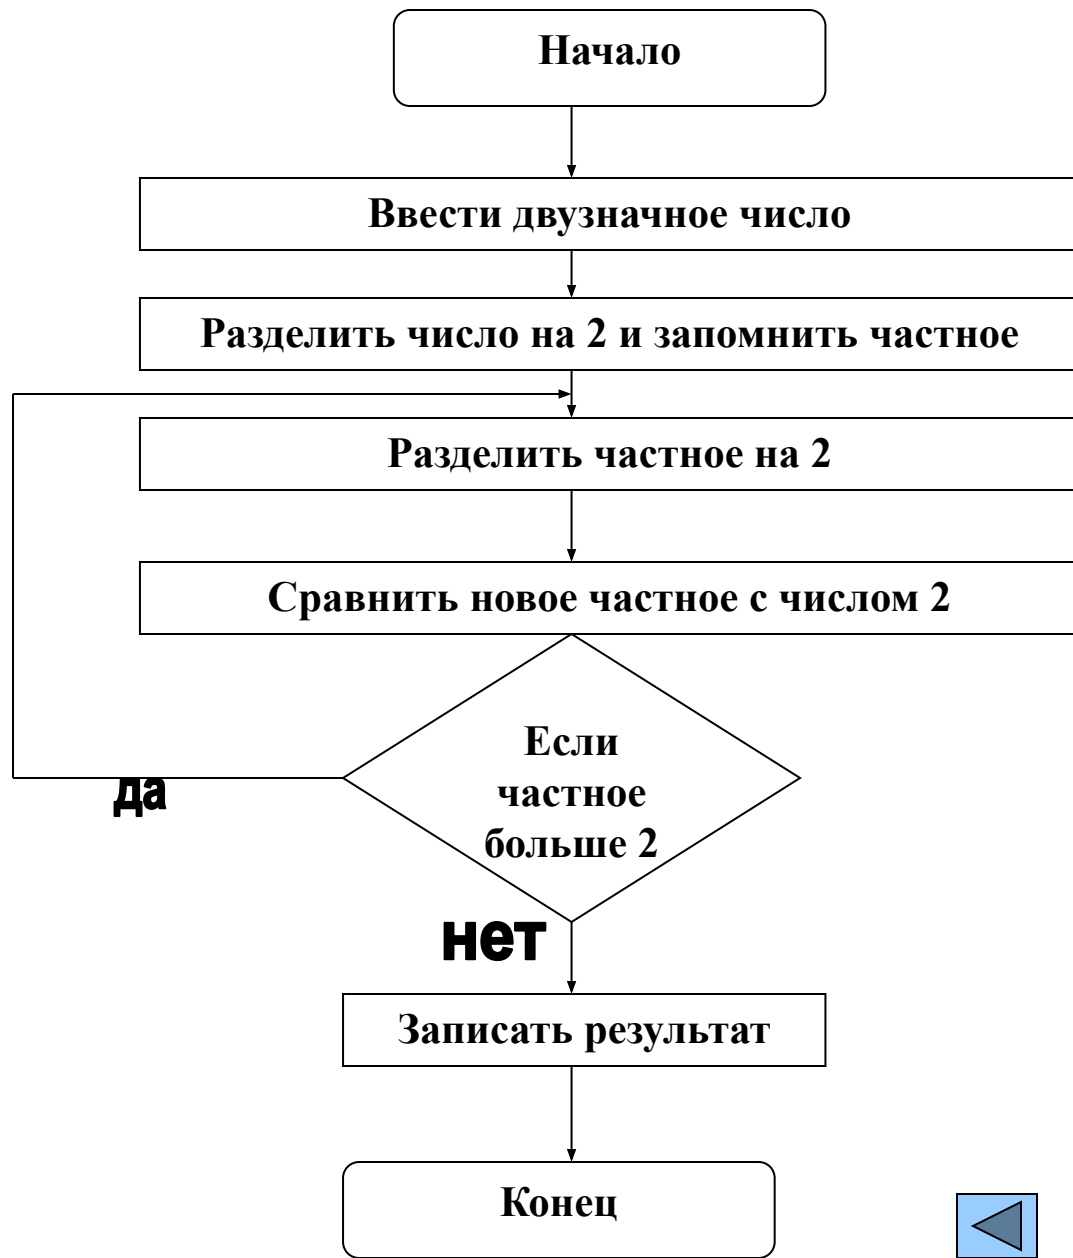 Начало
Ввести двузначное число
Разделить число на 2 и запомнить частное
Разделить частное на 2
Сравнить новое частное с числом 2
Если
частное
больше 2
да
нет
Записать результат
Конец